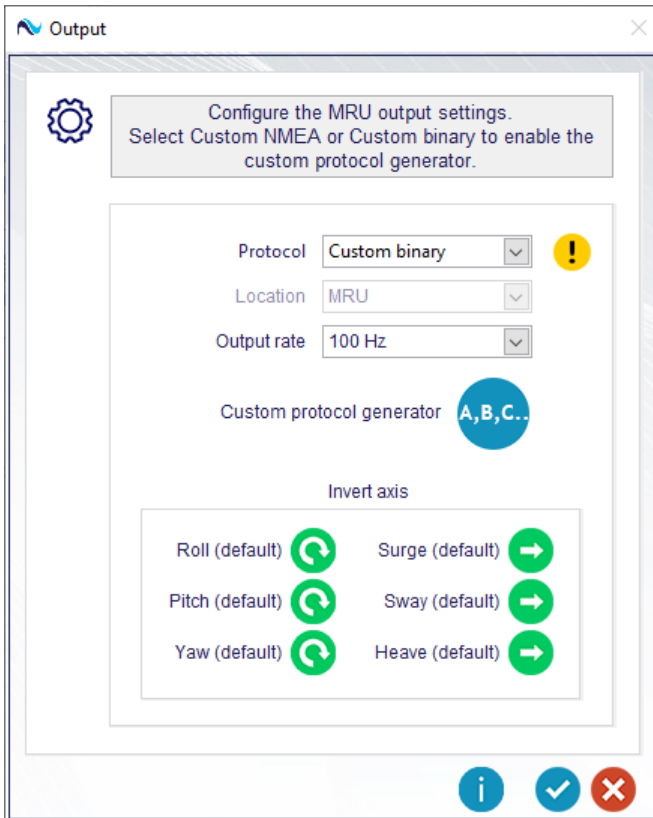 Output
Configure the MRU output settings.
Select Custom NMEA or Custom binary to enable the
custom protocol generator.
Protocol Custom binary !
Location MRU
Output rate 100 Hz
Custom protocol generator A,B,C..
Invert axis
Roll (default) Surge (default)
Pitch (default) Sway (default)
Yaw (default) Heave (default)
i